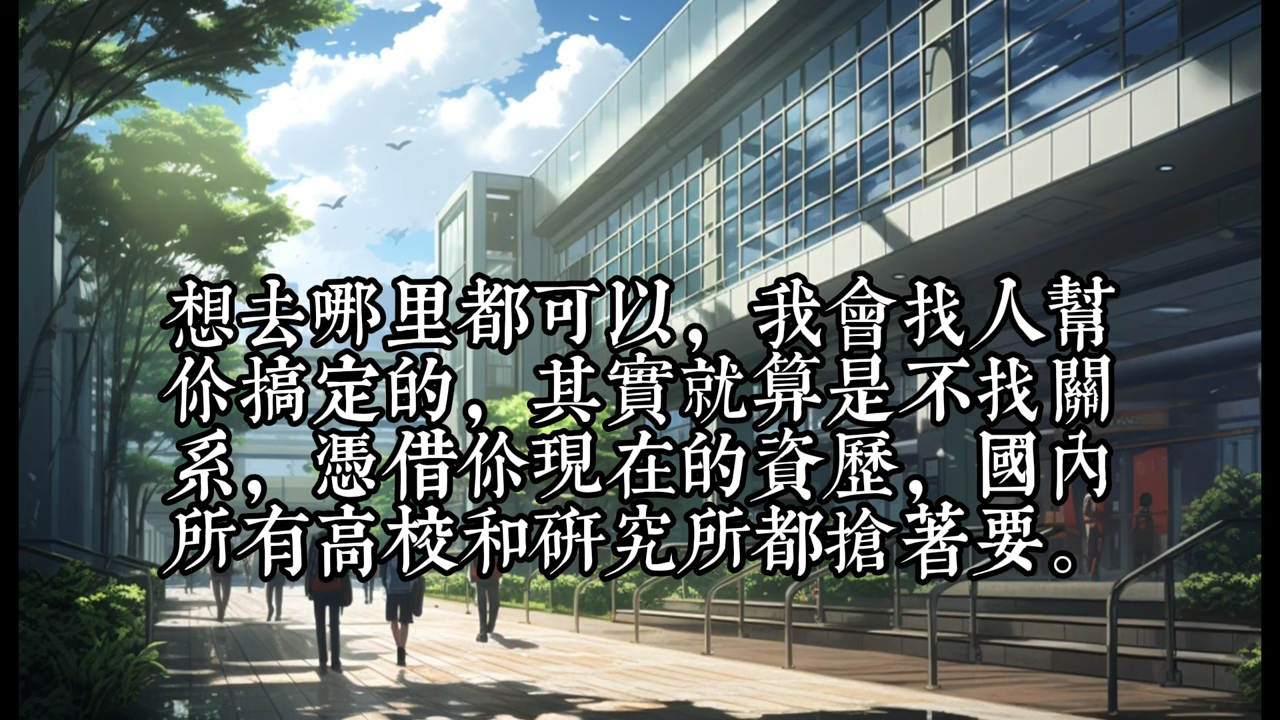 想去哪里都可以，我會找人幫
你搞定的，其實就算是不找關
系，憑借你現在的資歷，國內
所有高校和研究所都搶著要。